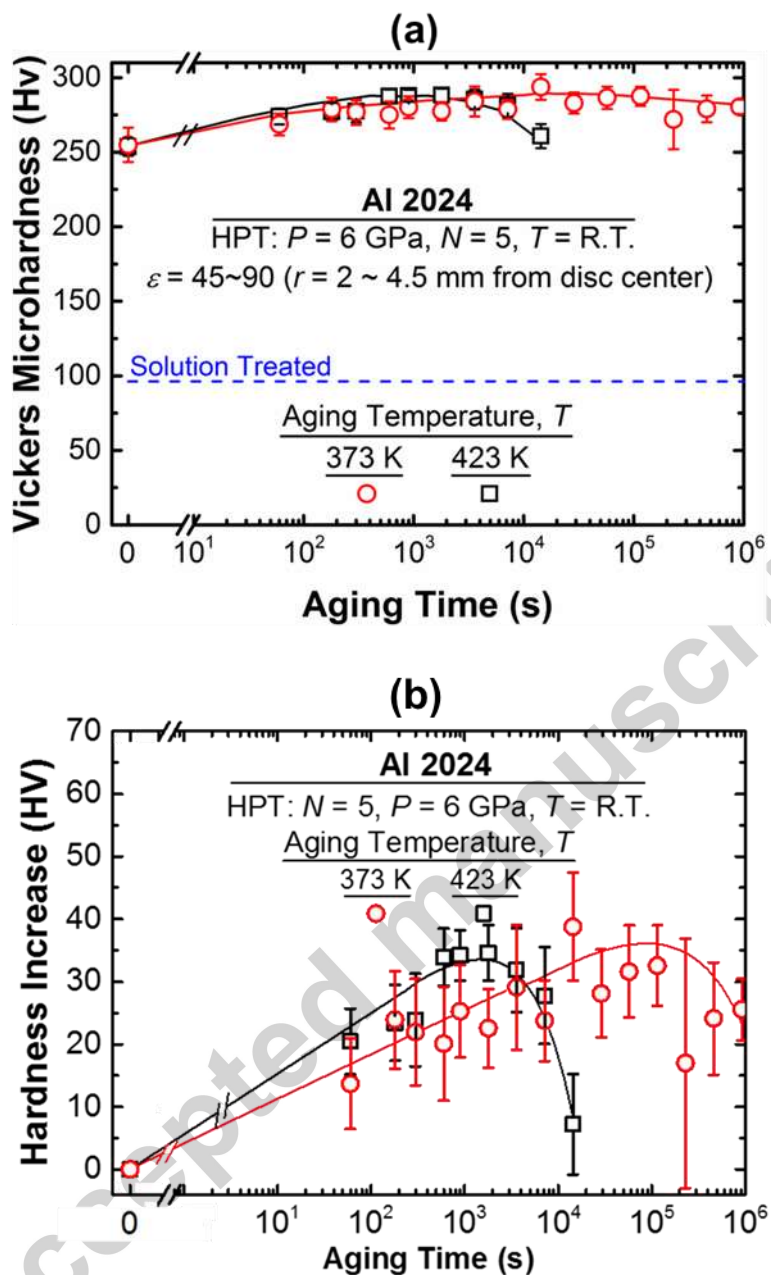 (a)
Vickers Microhardness (Hv)
300
250
200
150
100
50
0
Al 2024
HPT: P = 6 GPa, N = 5, T = R.T.
ε = 45~90 (r = 2 ~ 4.5 mm from disc center)
Solution Treated
Aging Temperature, T
373 K 423 K
0 10¹ 10² 10³ 10⁴ 10⁵ 10⁶
Aging Time (s)
(b)
Hardness Increase (HV)
70
60
50
40
30
20
10
0
Al 2024
HPT: N = 5, P = 6 GPa, T = R.T.
Aging Temperature, T
373 K 423 K
0 10¹ 10² 10³ 10⁴ 10⁵ 10⁶
Aging Time (s)
cepted manuscri